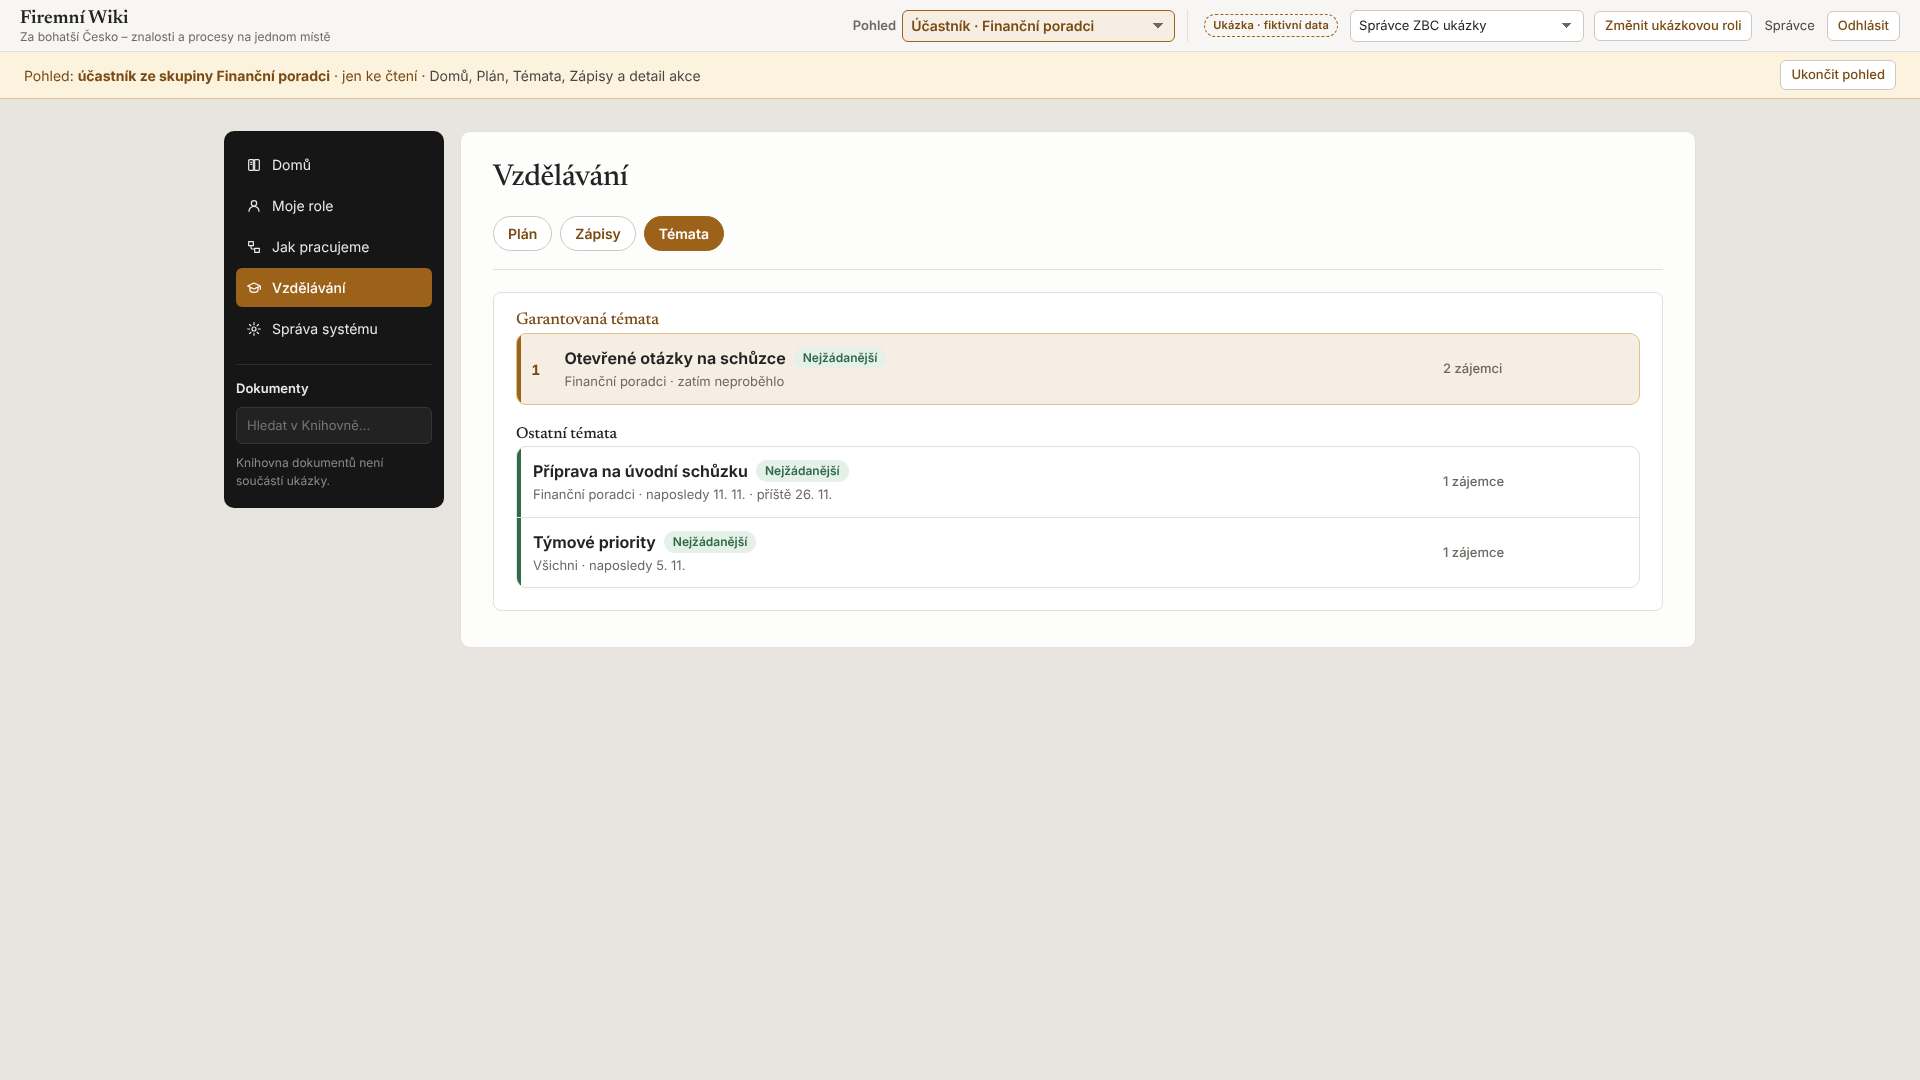 Firemní Wiki
Za bohatší Česko – znalosti a procesy na jednom místě
Pohled
Účastník · Finanční poradci
Ukázka · fiktivní data
Správce ZBC ukázky
Změnit ukázkovou roli
Správce
Odhlásit
Pohled: účastník ze skupiny Finanční poradci · jen ke čtení · Domů, Plán, Témata, Zápisy a detail akce
Ukončit pohled
Domů
Moje role
Jak pracujeme
Vzdělávání
Správa systému
Dokumenty
Hledat v Knihovně...
Knihovna dokumentů není
součástí ukázky.
Vzdělávání
Plán
Zápisy
Témata
Garantovaná témata
1
Otevřené otázky na schůzce
Nejžádanější
Finanční poradci · zatím neproběhlo
2 zájemci
Ostatní témata
Příprava na úvodní schůzku
Nejžádanější
Finanční poradci · naposledy 11. 11. · příště 26. 11.
1 zájemce
Týmové priority
Nejžádanější
Všichni · naposledy 5. 11.
1 zájemce